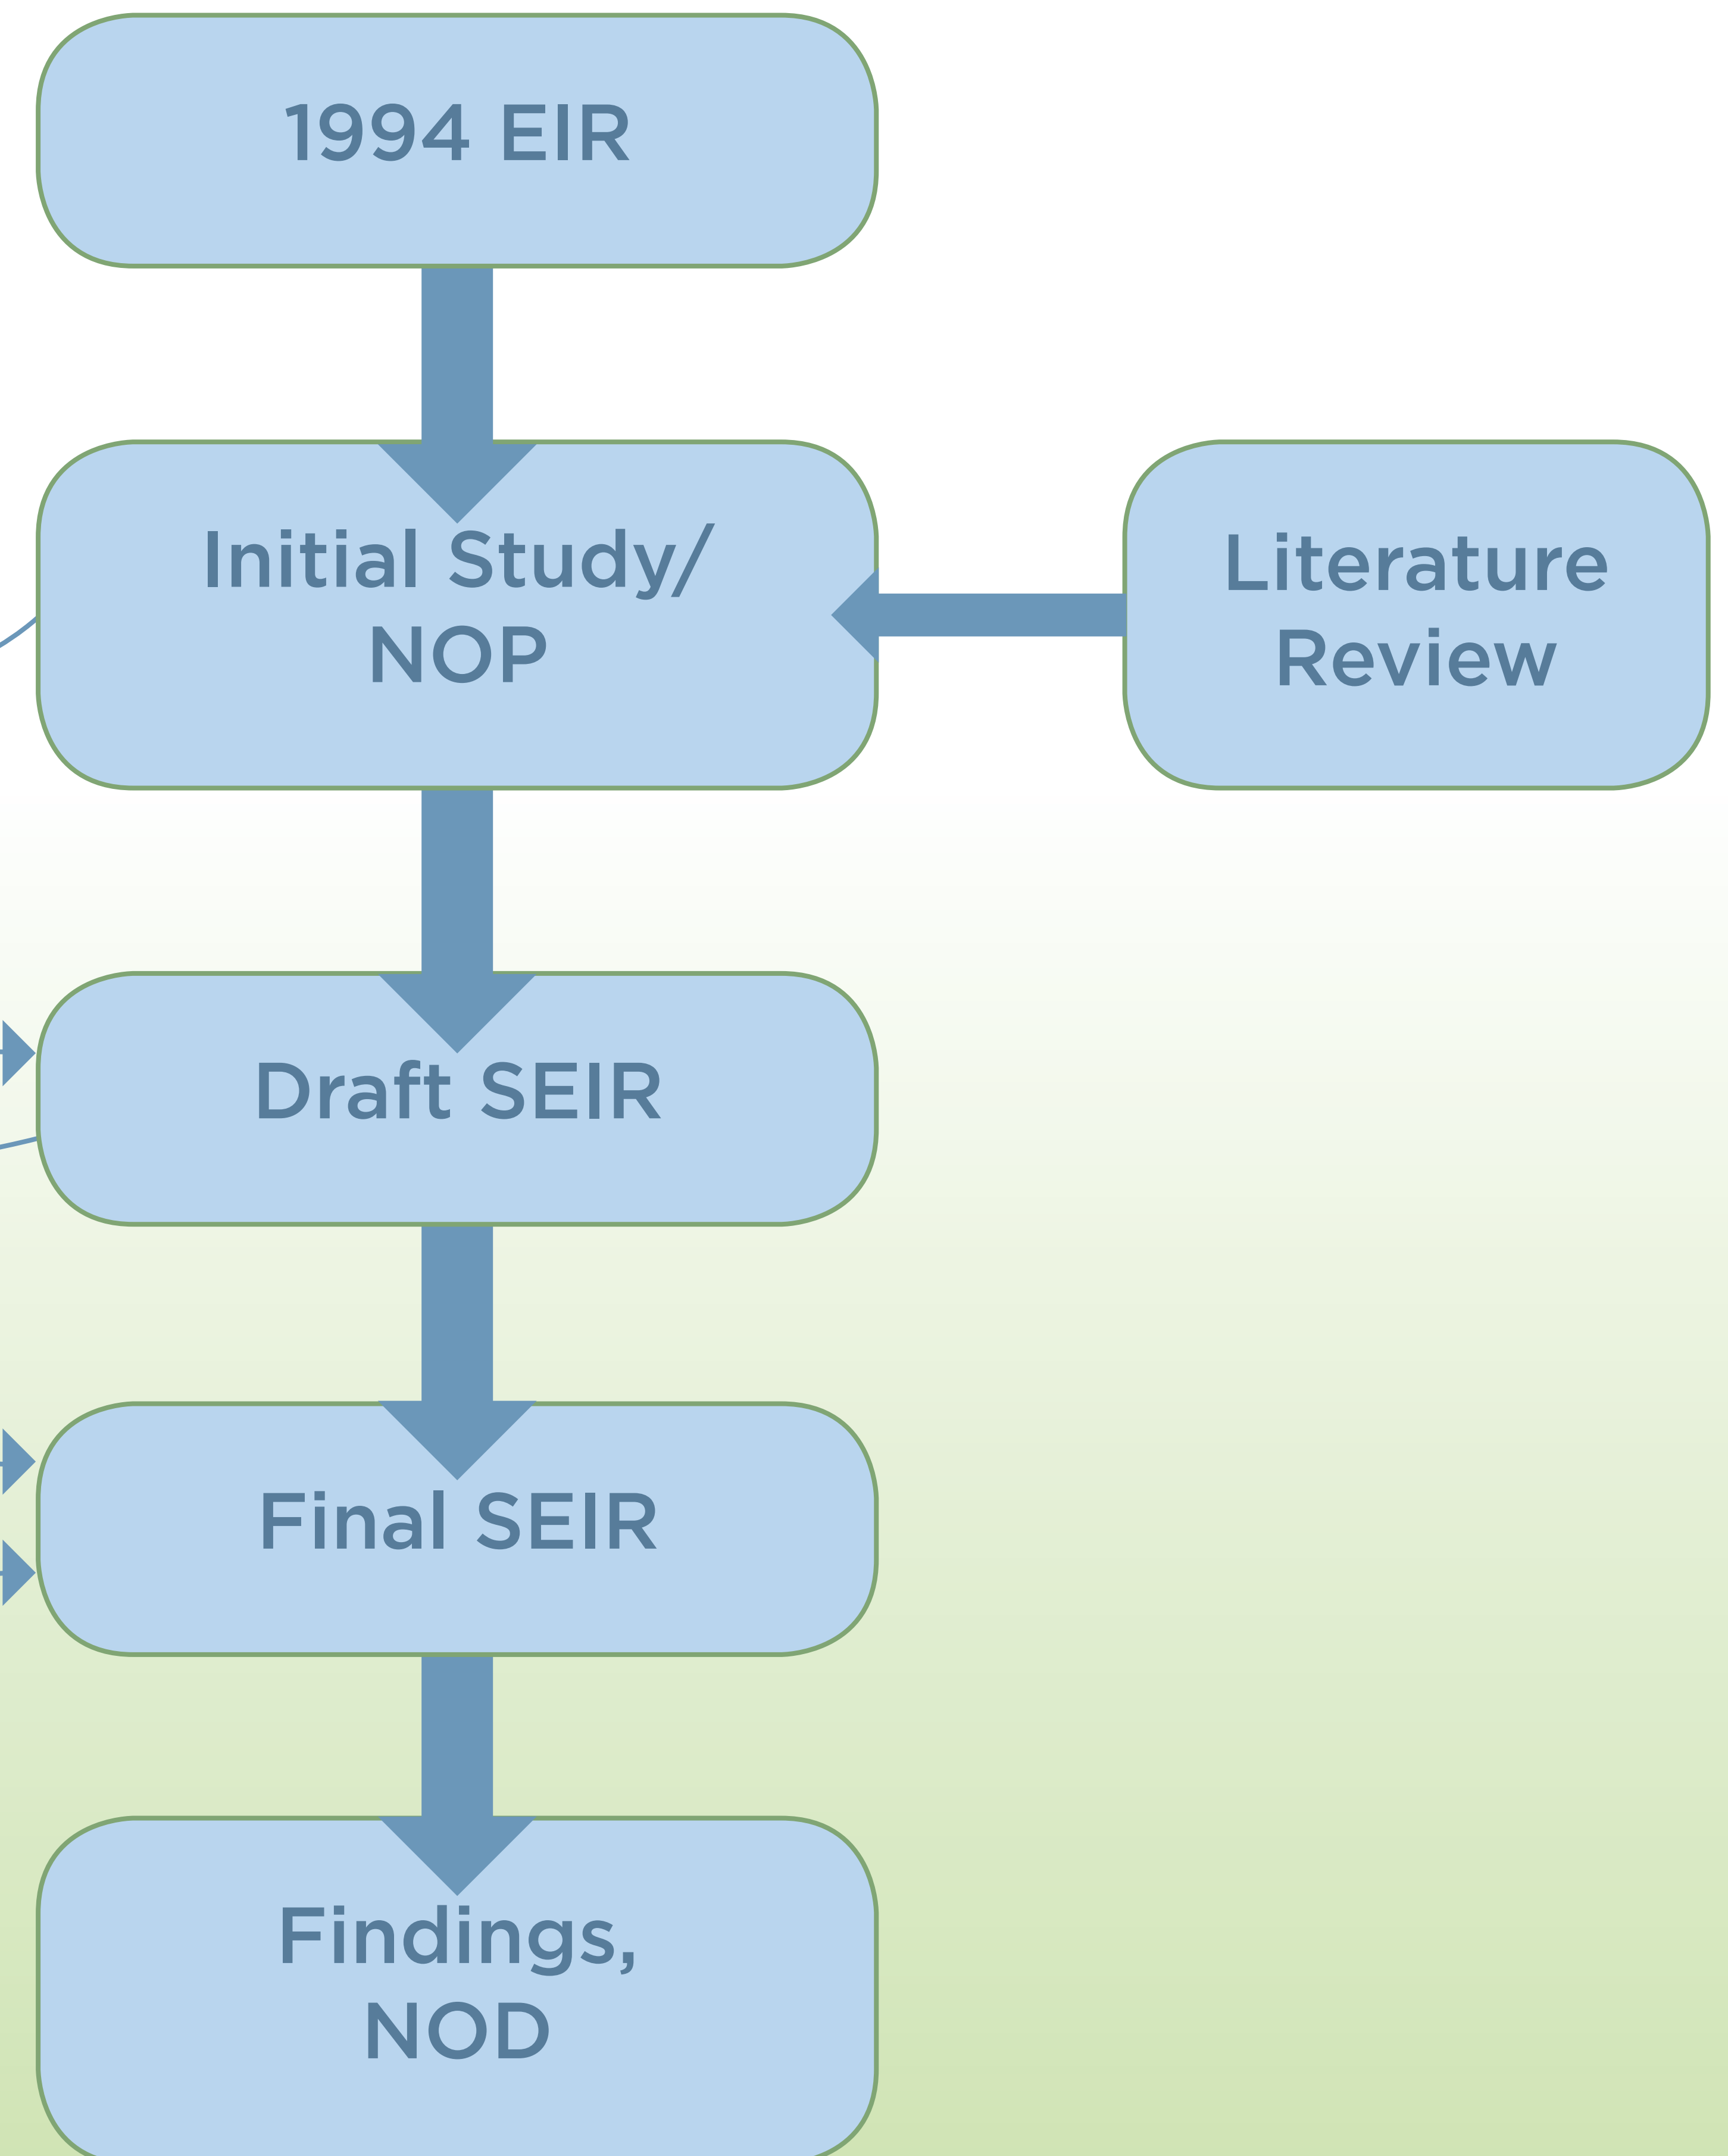 1994 EIR
Initial Study/
NOP
Literature
Review
Draft SEIR
Final SEIR
Findings,
NOD